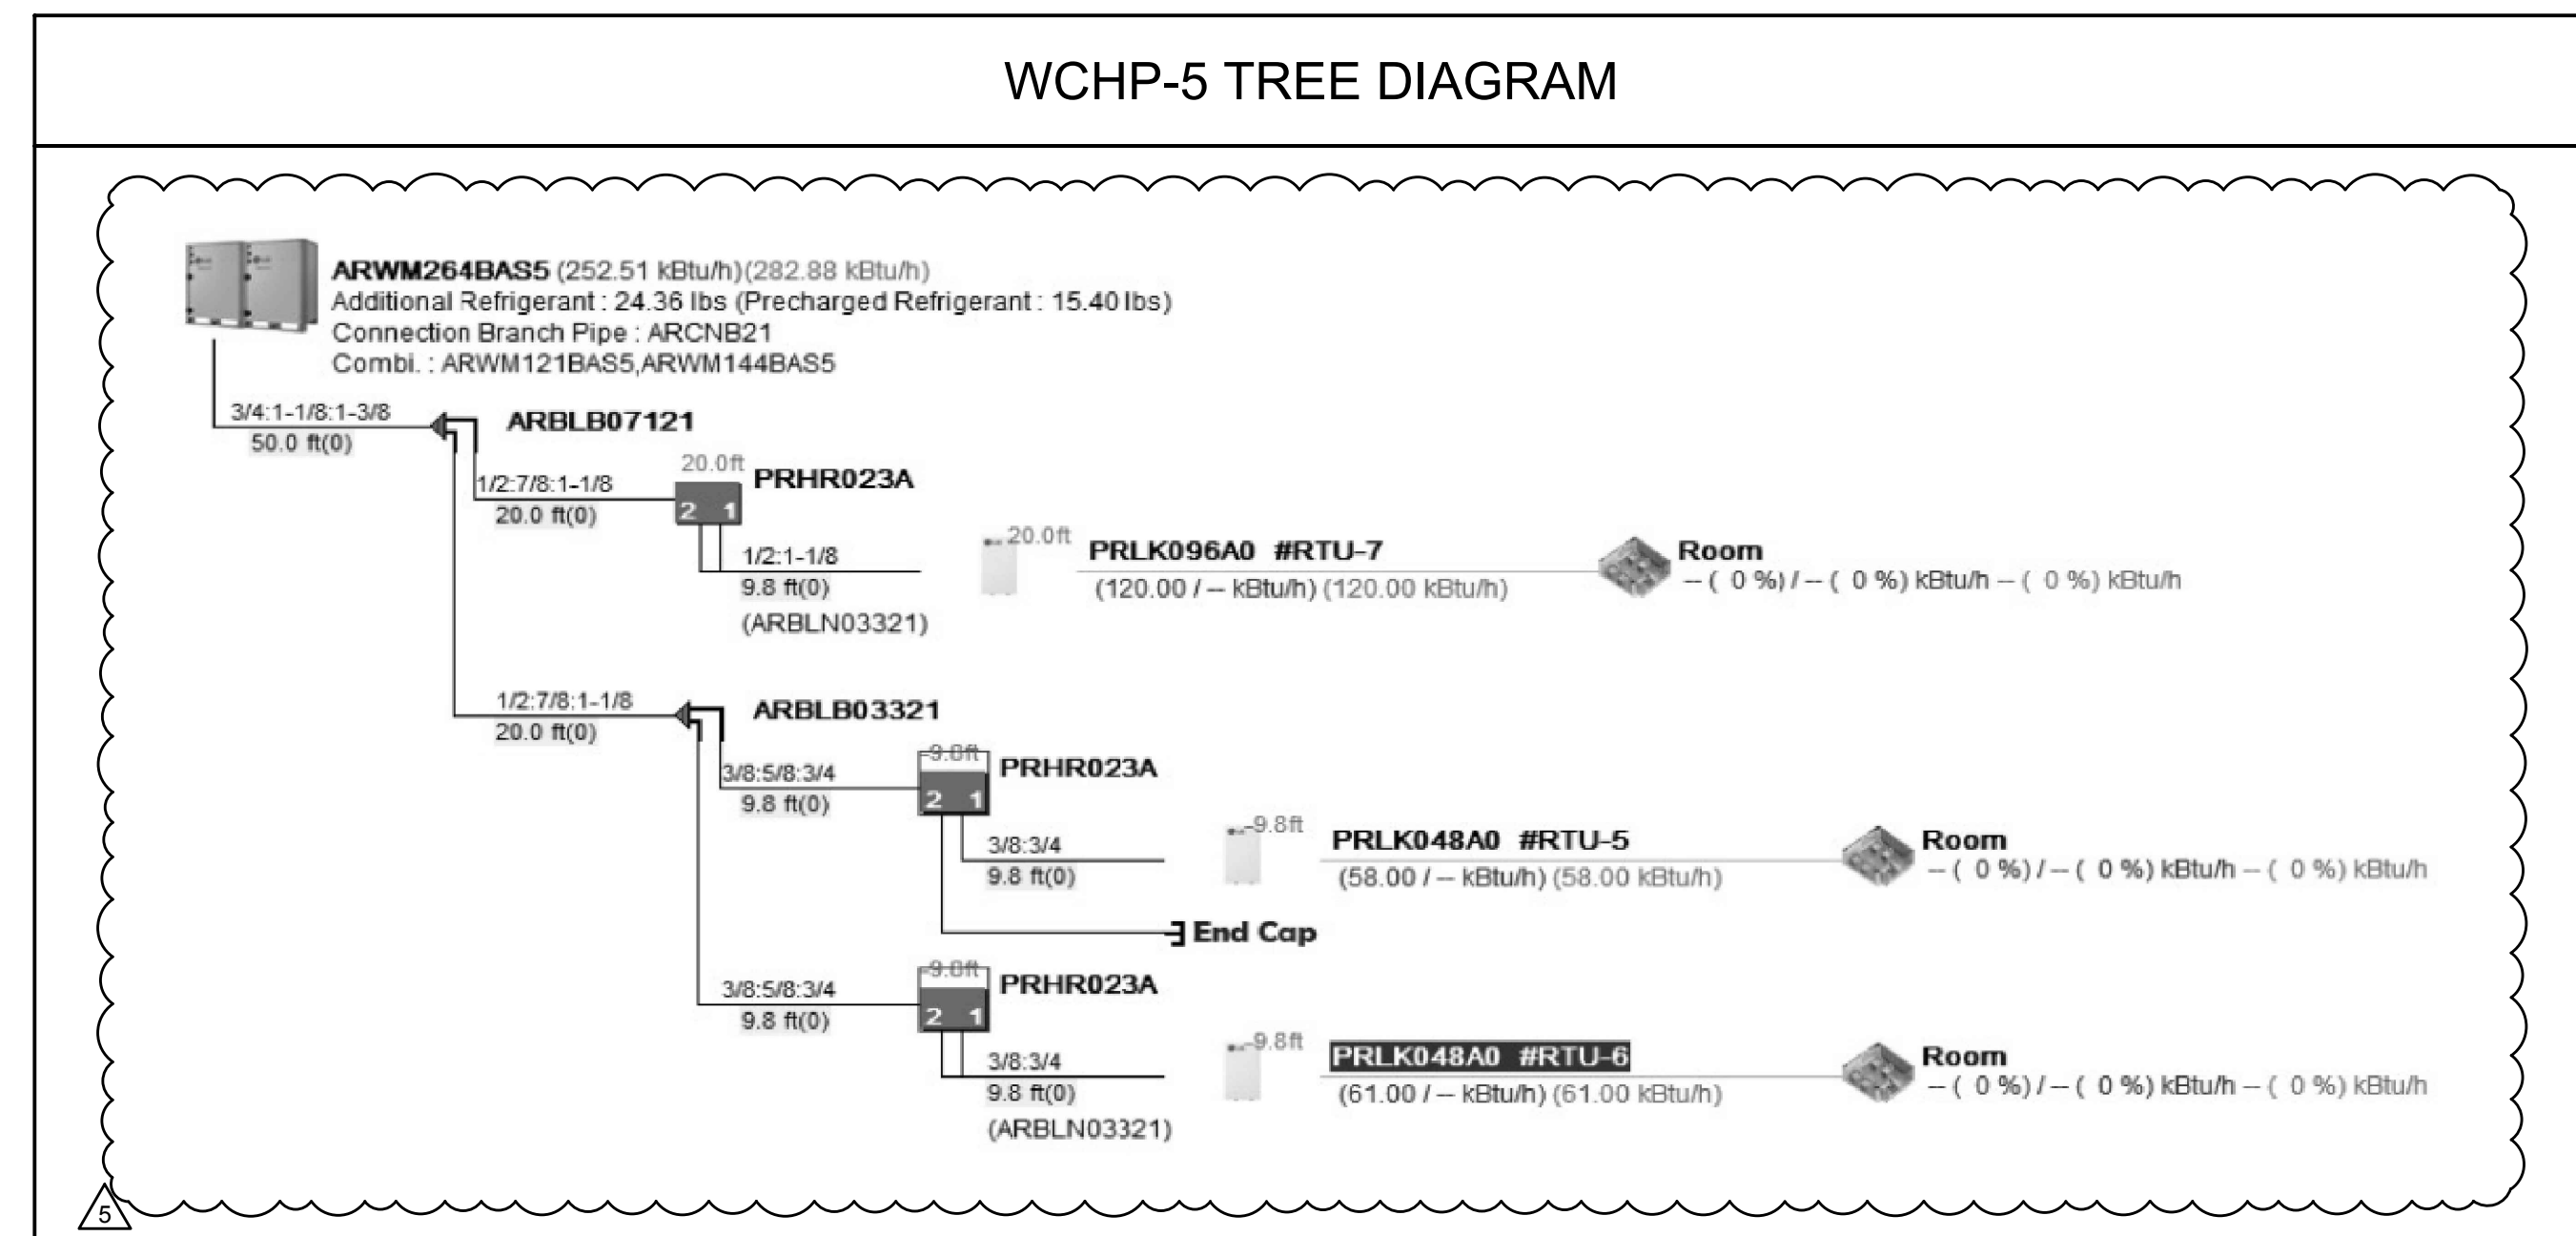 WCHP-5 TREE DIAGRAM
ARWM264BAS5 (252.51 kBtu/h)(282.88 kBtu/h)
Additional Refrigerant : 24.36 lbs (Precharged Refrigerant : 15.40 lbs)
Connection Branch Pipe : ARCNB21
Combi. : ARWM121BAS5,ARWM144BAS5
3/4:1-1/8:1-3/8
50.0 ft(0)
ARBLB07121
1/2:7/8:1-1/8
20.0 ft(0)
20.0ft
PRHR023A
2 1
1/2:1-1/8
9.8 ft(0)
(ARBLN03321)
20.0ft
PRLK096A0 #RTU-7
(120.00 / -- kBtu/h) (120.00 kBtu/h)
Room
-- ( 0 %) / -- ( 0 %) kBtu/h -- ( 0 %) kBtu/h
1/2:7/8:1-1/8
20.0 ft(0)
ARBLB03321
3/8:5/8:3/4
9.8 ft(0)
-9.8ft
PRHR023A
2 1
3/8:3/4
9.8 ft(0)
-9.8ft
PRLK048A0 #RTU-5
(58.00 / -- kBtu/h) (58.00 kBtu/h)
Room
-- ( 0 %) / -- ( 0 %) kBtu/h -- ( 0 %) kBtu/h
End Cap
3/8:5/8:3/4
9.8 ft(0)
-9.8ft
PRHR023A
2 1
3/8:3/4
9.8 ft(0)
(ARBLN03321)
-9.8ft
PRLK048A0 #RTU-6
(61.00 / -- kBtu/h) (61.00 kBtu/h)
Room
-- ( 0 %) / -- ( 0 %) kBtu/h -- ( 0 %) kBtu/h
5